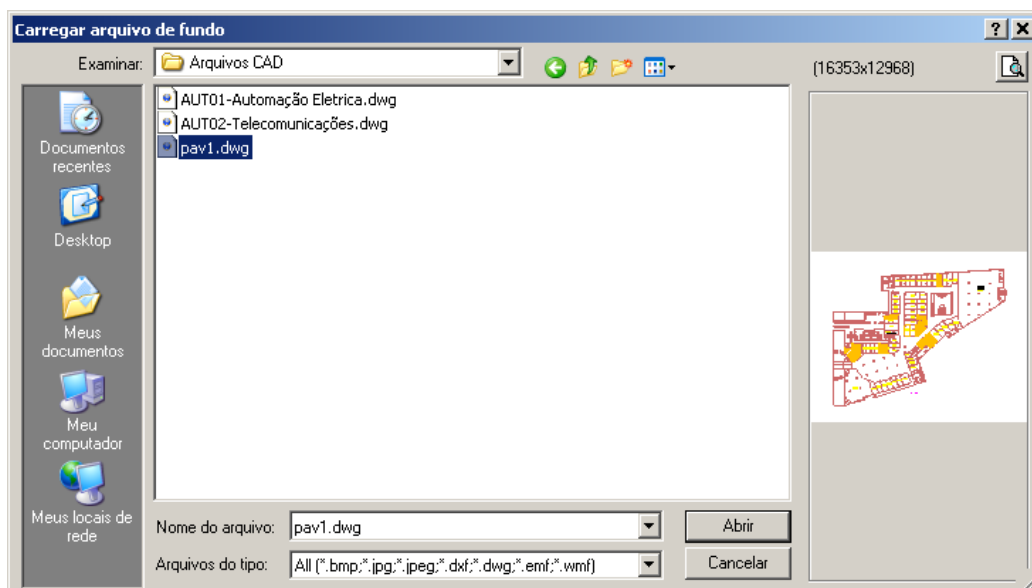 Carregar arquivo de fundo
Examinar:
Arquivos CAD
(16353x12968)
Documentos
recentes
Desktop
Meus
documentos
Meu
computador
Meus locais de
rede
AUT01-Automação Eletrica.dwg
AUT02-Telecomunicações.dwg
pav1.dwg
Nome do arquivo:
pav1.dwg
Abrir
Arquivos do tipo:
All (*.bmp;*.jpg;*.jpeg;*.dxf;*.dwg;*.emf;*.wmf)
Cancelar